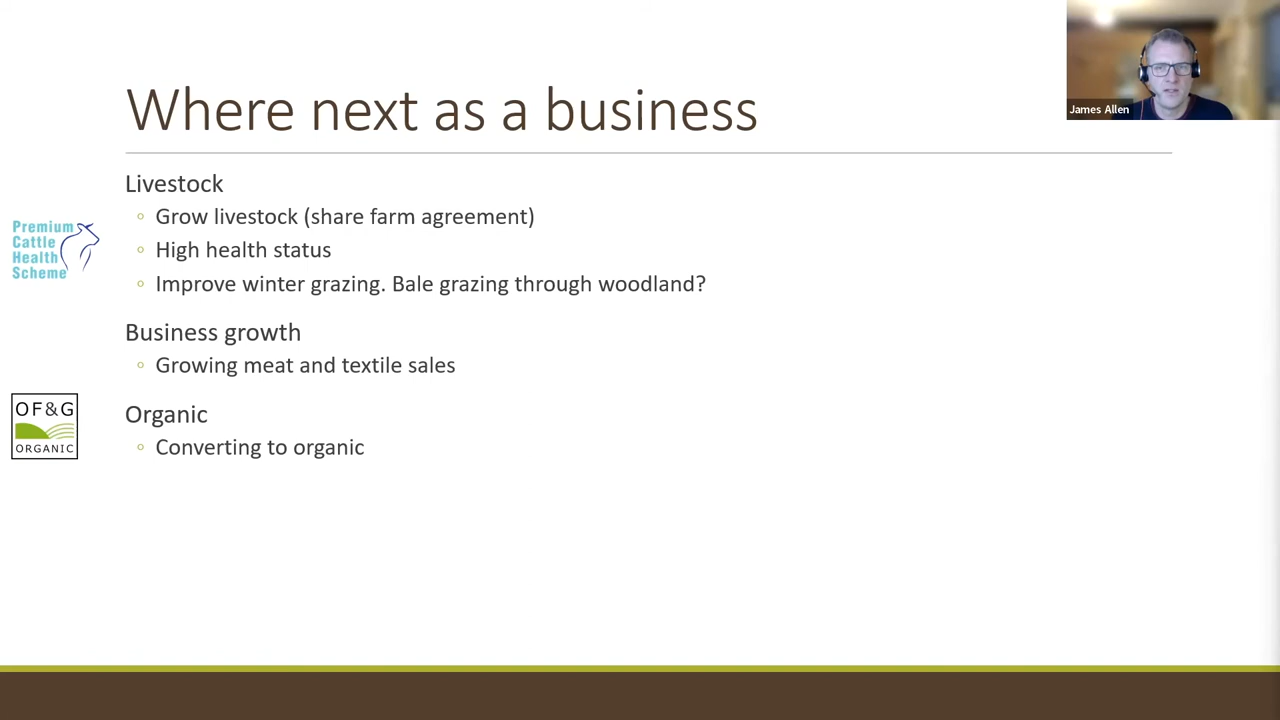 Where next as a business
James Allen
Livestock
Grow livestock (share farm agreement)
High health status
Improve winter grazing. Bale grazing through woodland?
Premium
Cattle
Health
Scheme
Business growth
Growing meat and textile sales
Organic
Converting to organic
OF&G
ORGANIC